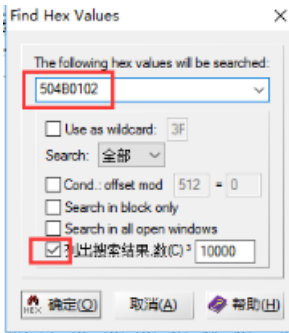 Find Hex Values
The following hex values will be searched:
504B0102
Use as wildcard: 3F
Search: 全部
Cond.: offset mod 512 = 0
Search in block only
Search in all open windows
列出搜索结果.数(C) ³ 10000
HEX 确定(O) 取消(A) 帮助(H)